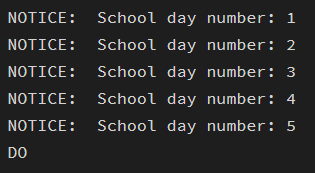 NOTICE:  School day number: 1
NOTICE:  School day number: 2
NOTICE:  School day number: 3
NOTICE:  School day number: 4
NOTICE:  School day number: 5
DO